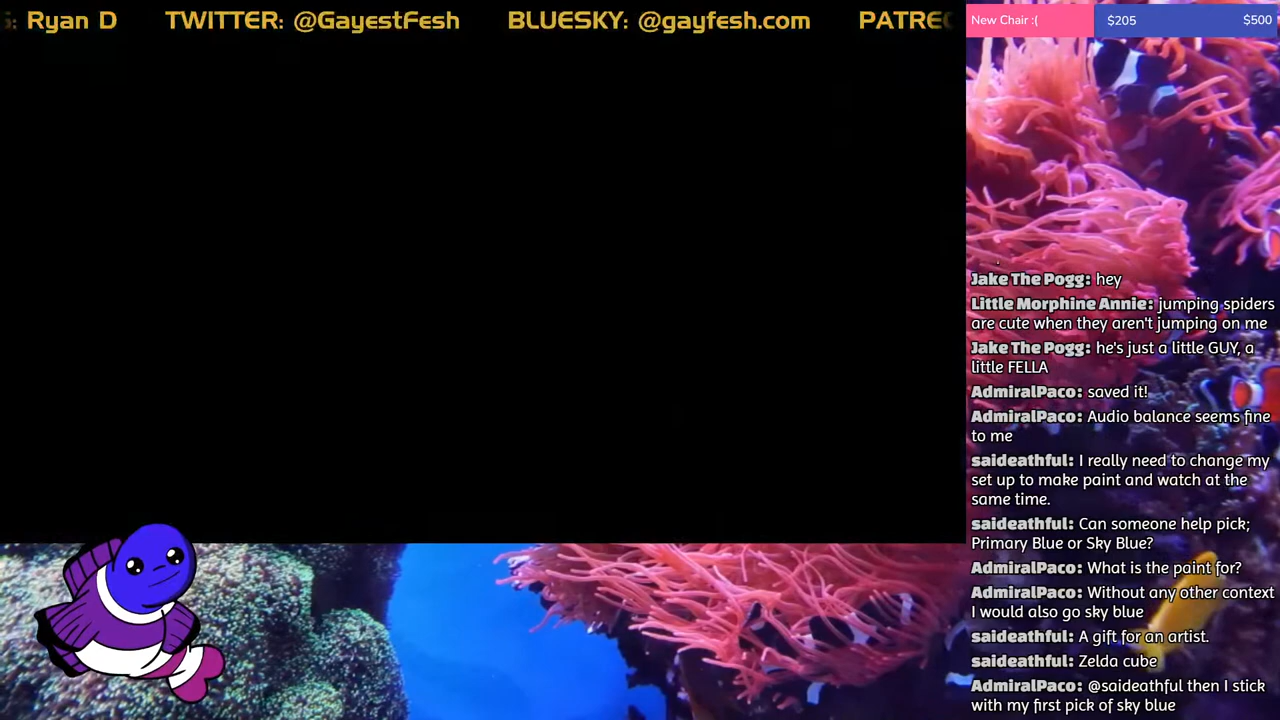 Ryan D TWITTER: @GayestFesh BLUESKY: @gayfesh.com
New Chair :( $205 $500
Jake The Pogg: hey
Little Morphine Annie: jumping spiders
are cute when they aren't jumping on me
Jake The Pogg: he's just a little GUY, a
little FELLA
AdmiralPaco: saved it!
AdmiralPaco: Audio balance seems fine
to me
saideathful: I really need to change my
set up to make paint and watch at the
same time.
saideathful: Can someone help pick;
Primary Blue or Sky Blue?
AdmiralPaco: What is the paint for?
AdmiralPaco: Without any other context
I would also go sky blue
saideathful: A gift for an artist.
saideathful: Zelda cube
AdmiralPaco: @saideathful then I stick
with my first pick of sky blue